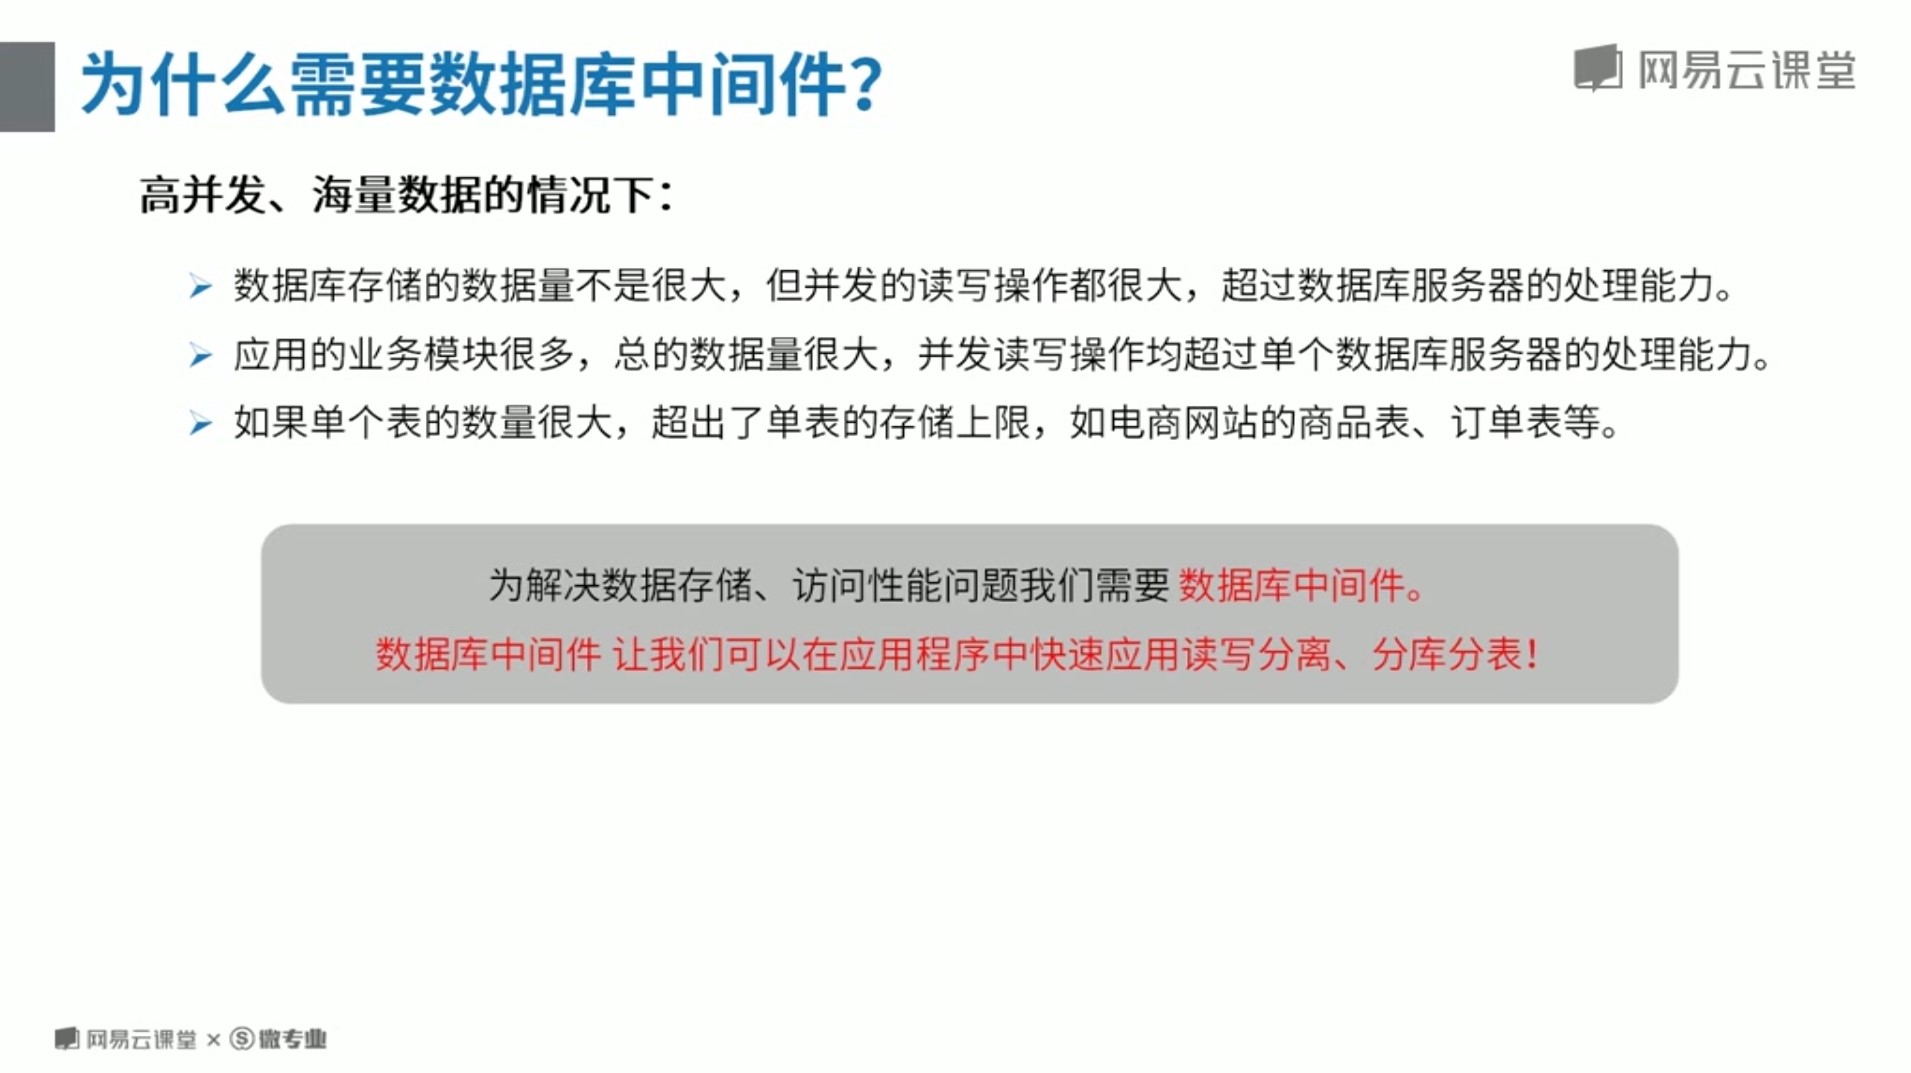 为什么需要数据库中间件？
网易云课堂
高并发、海量数据的情况下：
数据库存储的数据量不是很大，但并发的读写操作都很大，超过数据库服务器的处理能力。
应用的业务模块很多，总的数据量很大，并发读写操作均超过单个数据库服务器的处理能力。
如果单个表的数量很大，超出了单表的存储上限，如电商网站的商品表、订单表等。
为解决数据存储、访问性能问题我们需要 数据库中间件。
数据库中间件 让我们可以在应用程序中快速应用读写分离、分库分表！
网易云课堂 × Ⓢ微专业